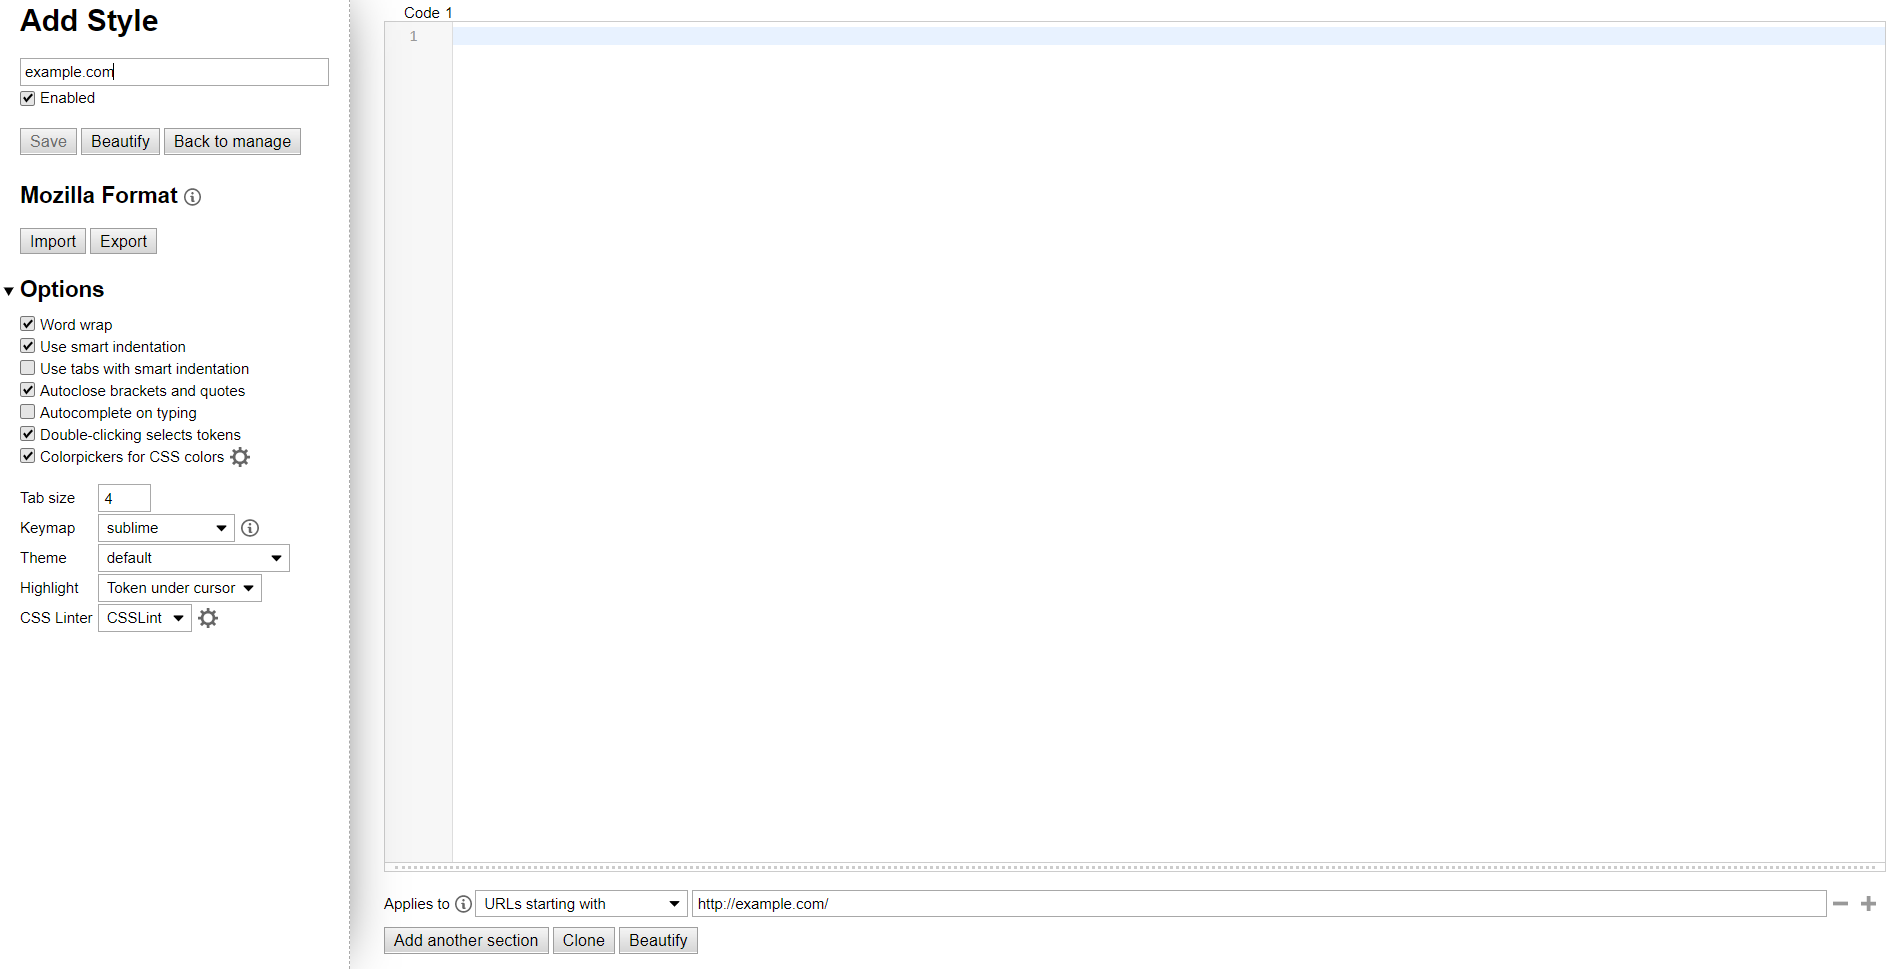 Add Style
example.com
Enabled
Save Beautify Back to manage
Mozilla Format
Import Export
Options
Word wrap
Use smart indentation
Use tabs with smart indentation
Autoclose brackets and quotes
Autocomplete on typing
Double-clicking selects tokens
Colorpickers for CSS colors
Tab size 4
Keymap sublime
Theme default
Highlight Token under cursor
CSS Linter CSSLint
Code 1
1
Applies to URLs starting with http://example.com/
Add another section Clone Beautify